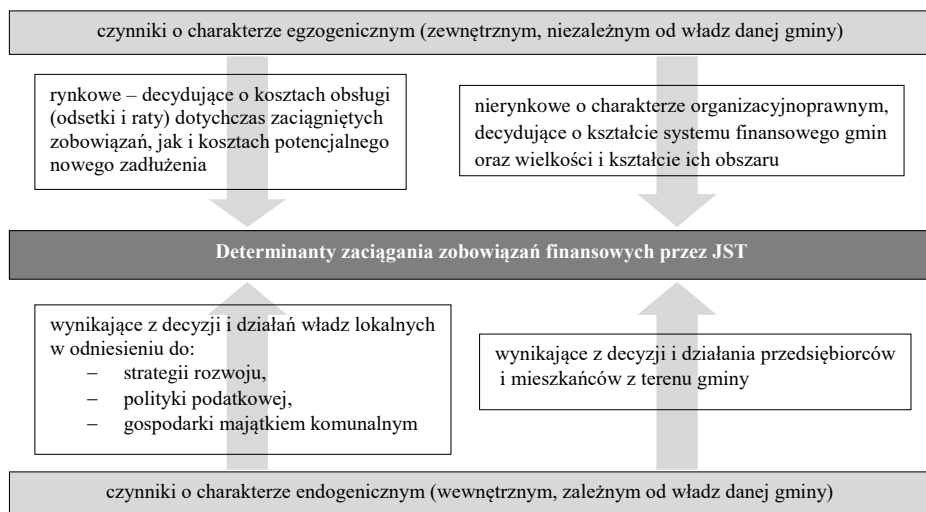 czynniki o charakterze egzogenicznym (zewnętrznym, niezależnym od władz danej gminy)
rynkowe – decydujące o kosztach obsługi
(odsetki i raty) dotychczas zaciągniętych
zobowiązań, jak i kosztach potencjalnego
nowego zadłużenia
nierynkowe o charakterze organizacyjnoprawnym,
decydujące o kształcie systemu finansowego gmin
oraz wielkości i kształcie ich obszaru
Determinanty zaciągania zobowiązań finansowych przez JST
wynikające z decyzji i działań władz lokalnych
w odniesieniu do:
– strategii rozwoju,
– polityki podatkowej,
– gospodarki majątkiem komunalnym
wynikające z decyzji i działania przedsiębiorców
i mieszkańców z terenu gminy
czynniki o charakterze endogenicznym (wewnętrznym, zależnym od władz danej gminy)